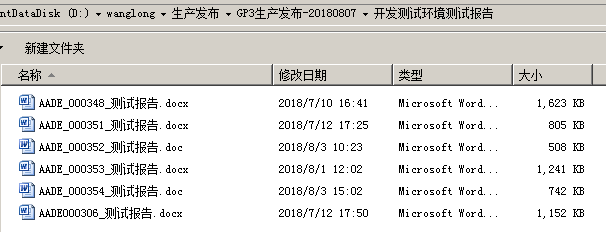 ntDataDisk (D:) ▾ wanglong ▾ 生产发布 ▾ GP3生产发布-20180807 ▾ 开发测试环境测试报告
新建文件夹
名称 修改日期 类型 大小
AADE_000348_测试报告.docx 2018/7/10 16:41 Microsoft Word... 1,623 KB
AADE_000351_测试报告.docx 2018/7/12 17:25 Microsoft Word... 805 KB
AADE_000352_测试报告.doc 2018/8/3 10:23 Microsoft Word... 508 KB
AADE_000353_测试报告.docx 2018/8/1 12:02 Microsoft Word... 1,241 KB
AADE_000354_测试报告.doc 2018/8/3 15:02 Microsoft Word... 742 KB
AADE000306_测试报告.docx 2018/7/12 17:50 Microsoft Word... 1,152 KB